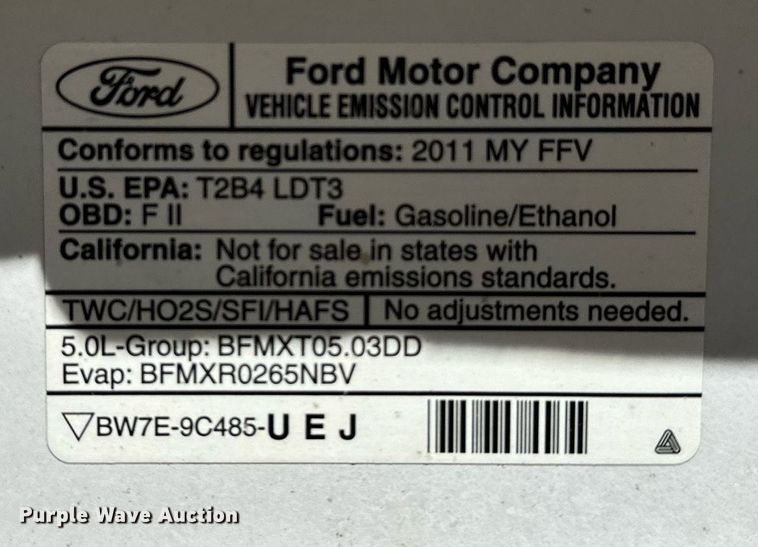 Ford
Ford Motor Company
VEHICLE EMISSION CONTROL INFORMATION
Conforms to regulations: 2011 MY FFV
U.S. EPA: T2B4 LDT3
OBD: F II Fuel: Gasoline/Ethanol
California: Not for sale in states with
California emissions standards.
TWC/HO2S/SFI/HAFS No adjustments needed.
5.0L-Group: BFMXT05.03DD
Evap: BFMXR0265NBV
BW7E-9C485-U E J
Purple Wave Auction